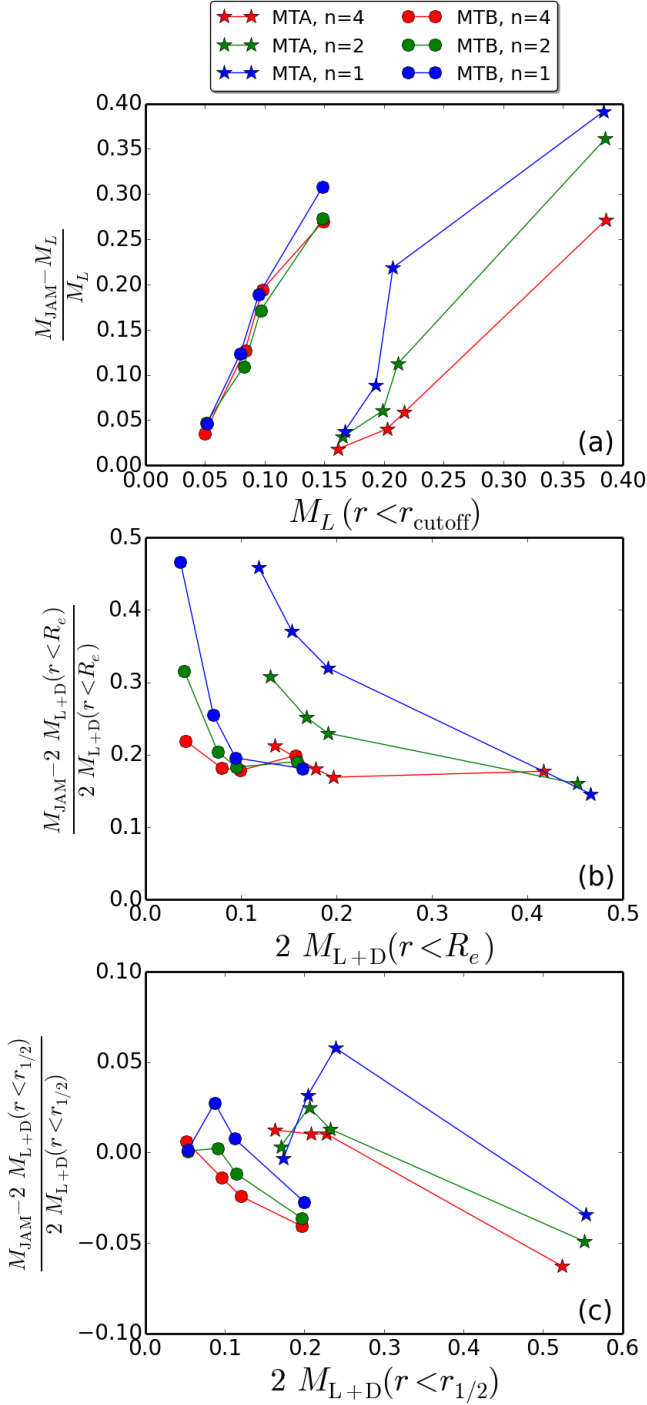 MTA, n=4 MTB, n=4
MTA, n=2 MTB, n=2
MTA, n=1 MTB, n=1
0.40
0.35
0.30
0.25
0.20
0.15
0.10
0.05
0.00
M_JAM−M_L
M_L
(a)
0.00 0.05 0.10 0.15 0.20 0.25 0.30 0.35 0.40
M_L (r<r_cutoff)
0.5
0.4
0.3
0.2
0.1
0.0
M_JAM−2 M_L+D(r<R_e)
2 M_L+D(r<R_e)
(b)
0.0 0.1 0.2 0.3 0.4 0.5
2 M_L+D(r<R_e)
0.10
0.05
0.00
−0.05
−0.10
M_JAM−2 M_L+D(r<r_1/2)
2 M_L+D(r<r_1/2)
(c)
0.0 0.1 0.2 0.3 0.4 0.5 0.6
2 M_L+D(r<r_1/2)